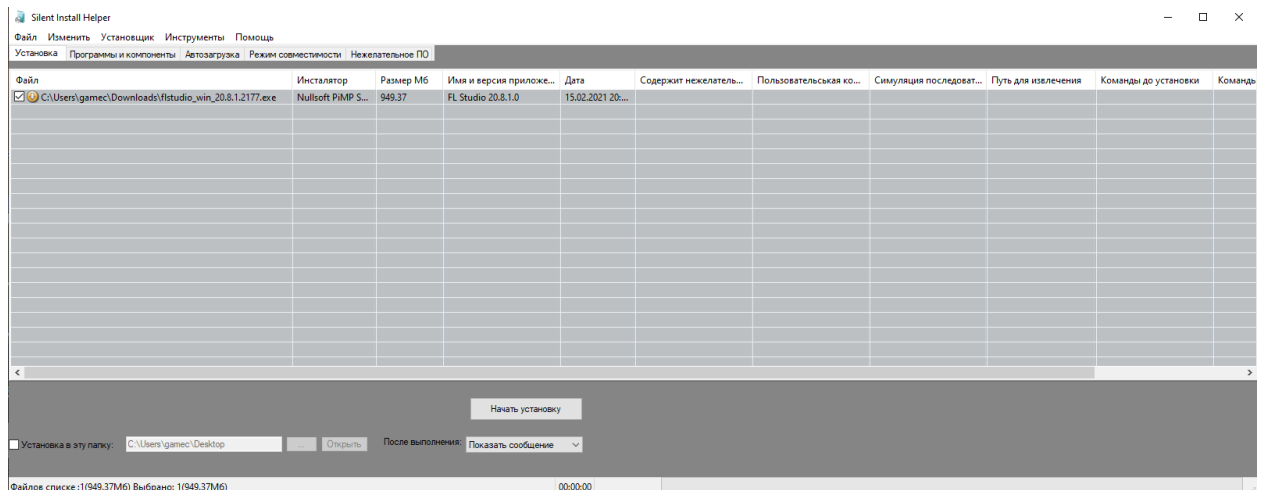 Silent Install Helper
Файл Изменить Установщик Инструменты Помощь
Установка Программы и компоненты Автозагрузка Режим совместимости Нежелательное ПО
Файл Инсталятор Размер Мб Имя и версия приложе... Дата Содержит нежелатель... Пользовательськая ко... Симуляция последоват... Путь для извлечения Команды до установки Команды
C:\Users\gamec\Downloads\flstudio_win_20.8.1.2177.exe Nullsoft PiMP S... 949.37 FL Studio 20.8.1.0 15.02.2021 20:...
Начать установку
Установка в эту папку: C:\Users\gamec\Desktop ... Открыть После выполнения: Показать сообщение
Файлов списке :1(949.37Мб) Выбрано: 1(949.37Мб) 00:00:00